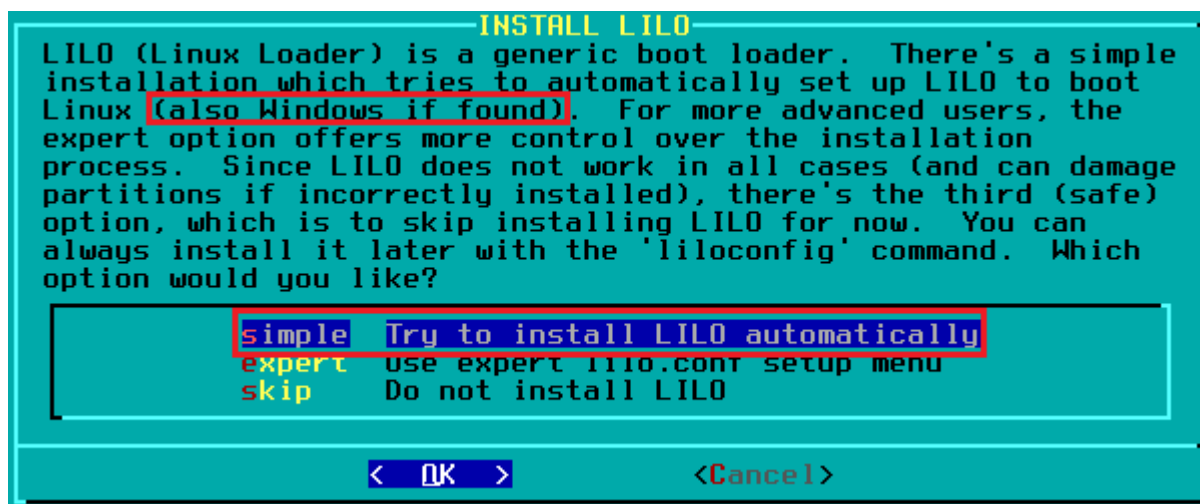 INSTALL LILO
LILO (Linux Loader) is a generic boot loader.  There's a simple
installation which tries to automatically set up LILO to boot
Linux (also Windows if found).  For more advanced users, the
expert option offers more control over the installation
process.  Since LILO does not work in all cases (and can damage
partitions if incorrectly installed), there's the third (safe)
option, which is to skip installing LILO for now.  You can
always install it later with the 'liloconfig' command.  Which
option would you like?
simple  Try to install LILO automatically
expert  Use expert lilo.conf setup menu
skip    Do not install LILO
<  OK  >  <Cancel>